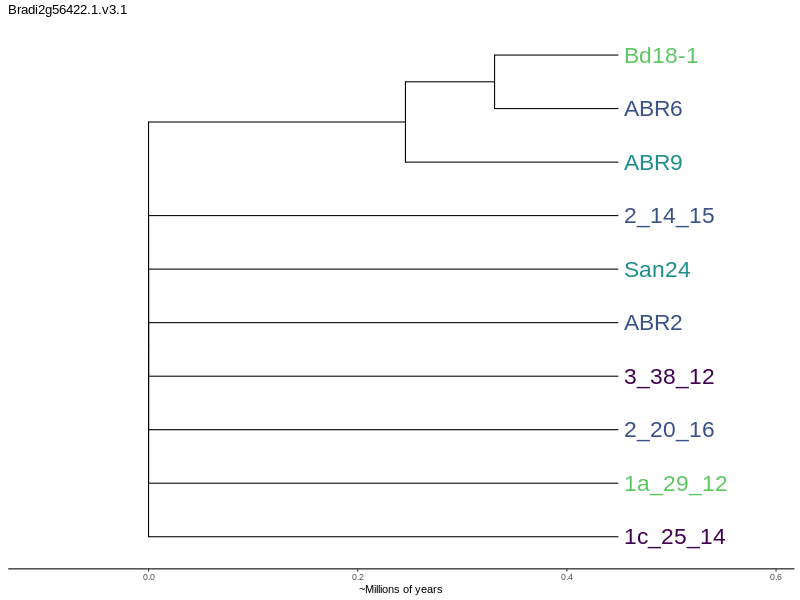 Bradi2g56422.1.v3.1
Bd18-1
ABR6
ABR9
2_14_15
San24
ABR2
3_38_12
2_20_16
1a_29_12
1c_25_14
0.0 0.2 0.4 0.6
~Millions of years